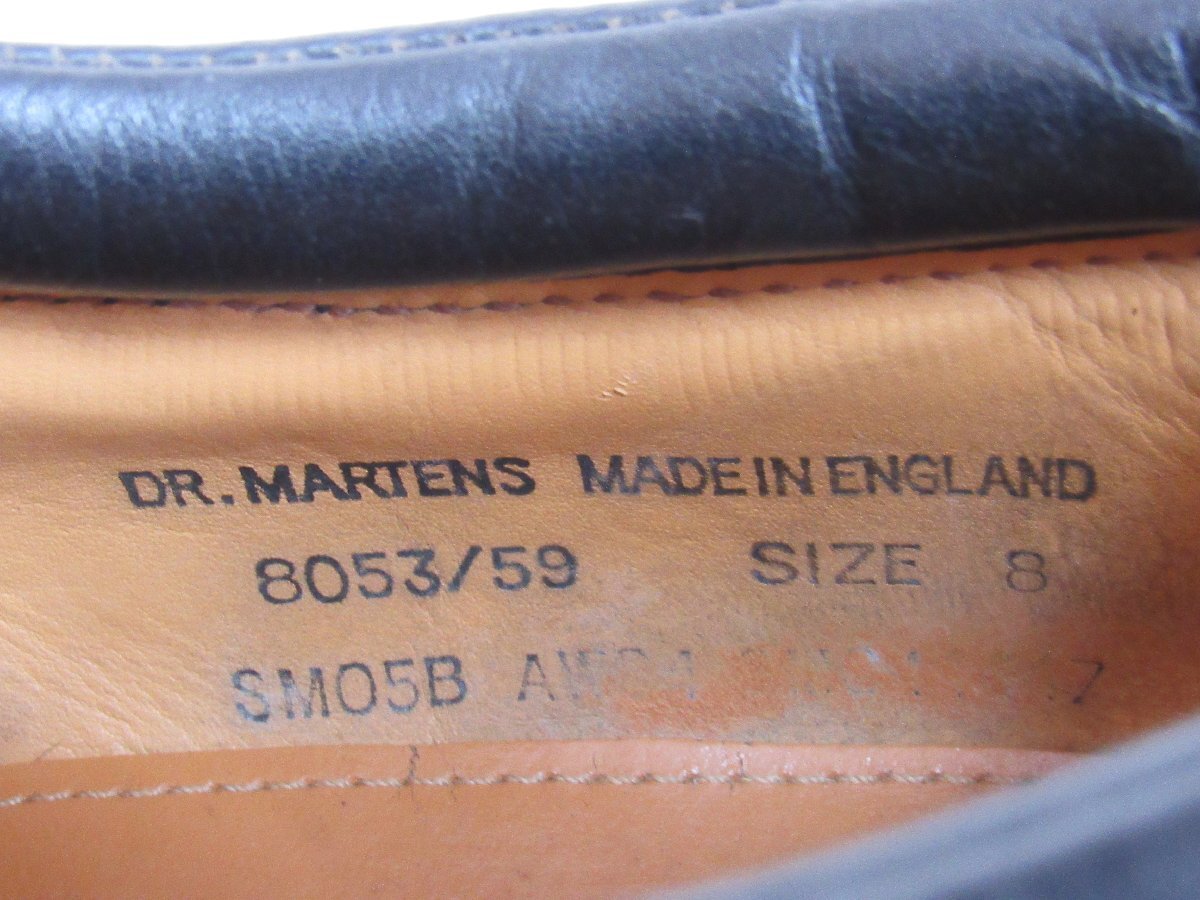 DR. MARTENS MADE IN ENGLAND
8053/59 SIZE 8
SM05B